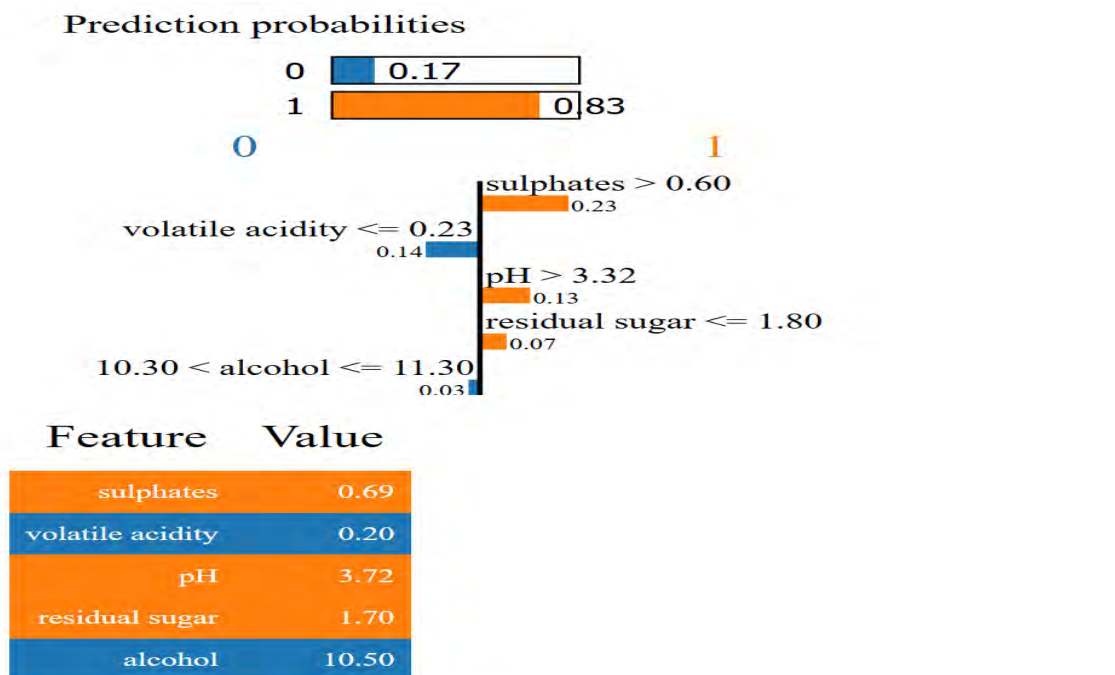 Prediction probabilities
0 0.17
1 0.83
0 1
sulphates > 0.60
0.23
volatile acidity <= 0.23
0.14
pH > 3.32
0.13
residual sugar <= 1.80
0.07
10.30 < alcohol <= 11.30
0.03
Feature Value
sulphates 0.69
volatile acidity 0.20
pH 3.72
residual sugar 1.70
alcohol 10.50